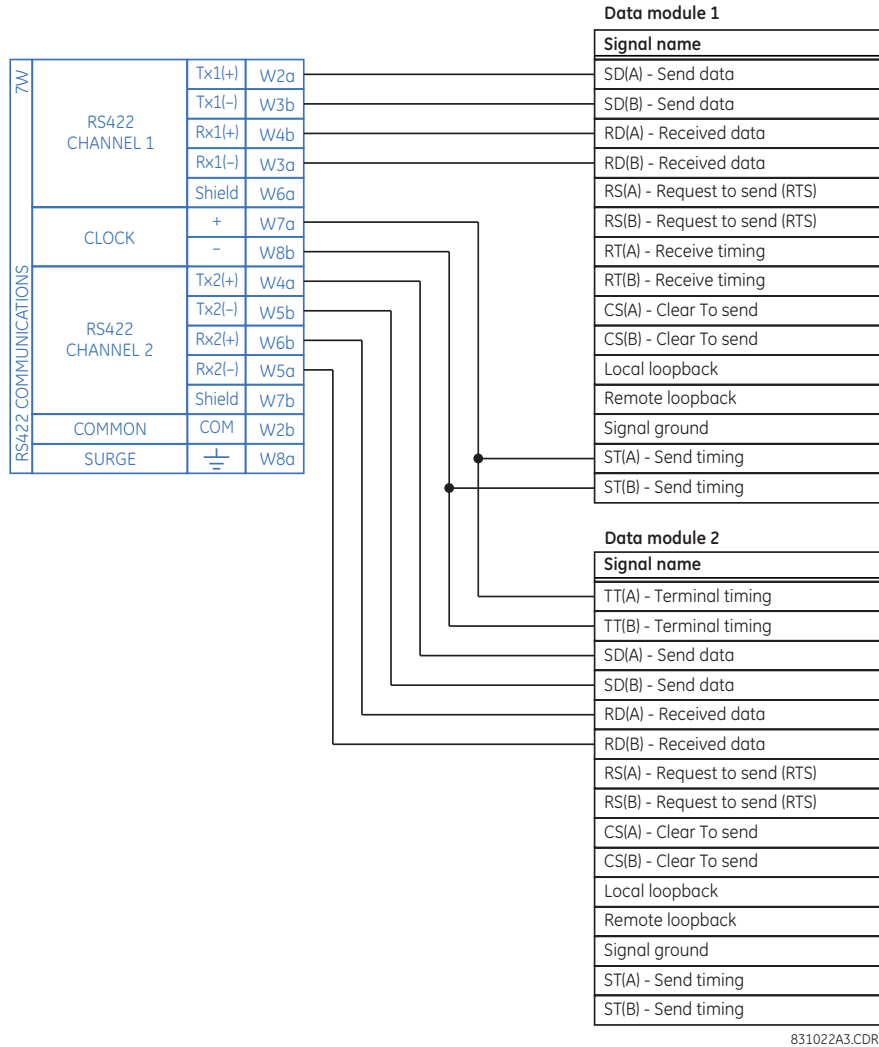 Data module 1
Signal name
7W
RS422 COMMUNICATIONS
RS422
CHANNEL 1
Tx1(+) W2a
Tx1(−) W3b
Rx1(+) W4b
Rx1(−) W3a
Shield W6a
CLOCK
+ W7a
− W8b
RS422
CHANNEL 2
Tx2(+) W4a
Tx2(−) W5b
Rx2(+) W6b
Rx2(−) W5a
Shield W7b
COMMON COM W2b
SURGE W8a
SD(A) - Send data
SD(B) - Send data
RD(A) - Received data
RD(B) - Received data
RS(A) - Request to send (RTS)
RS(B) - Request to send (RTS)
RT(A) - Receive timing
RT(B) - Receive timing
CS(A) - Clear To send
CS(B) - Clear To send
Local loopback
Remote loopback
Signal ground
ST(A) - Send timing
ST(B) - Send timing
Data module 2
Signal name
TT(A) - Terminal timing
TT(B) - Terminal timing
SD(A) - Send data
SD(B) - Send data
RD(A) - Received data
RD(B) - Received data
RS(A) - Request to send (RTS)
RS(B) - Request to send (RTS)
CS(A) - Clear To send
CS(B) - Clear To send
Local loopback
Remote loopback
Signal ground
ST(A) - Send timing
ST(B) - Send timing
831022A3.CDR